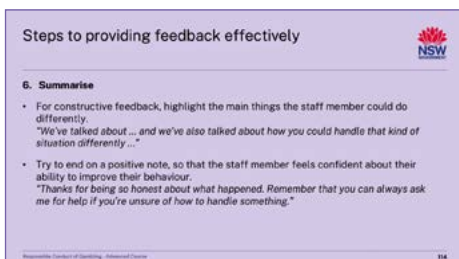 Steps to providing feedback effectively
NSW
GOVERNMENT
6. Summarise
• For constructive feedback, highlight the main things the staff member could do
differently.
"We've talked about ... and we've also talked about how you could handle that kind of
situation differently ..."
• Try to end on a positive note, so that the staff member feels confident about their
ability to improve their behaviour.
"Thanks for being so honest about what happened. Remember that you can always ask
me for help if you're unsure of how to handle something."
Responsible Conduct of Gambling - Advanced Course